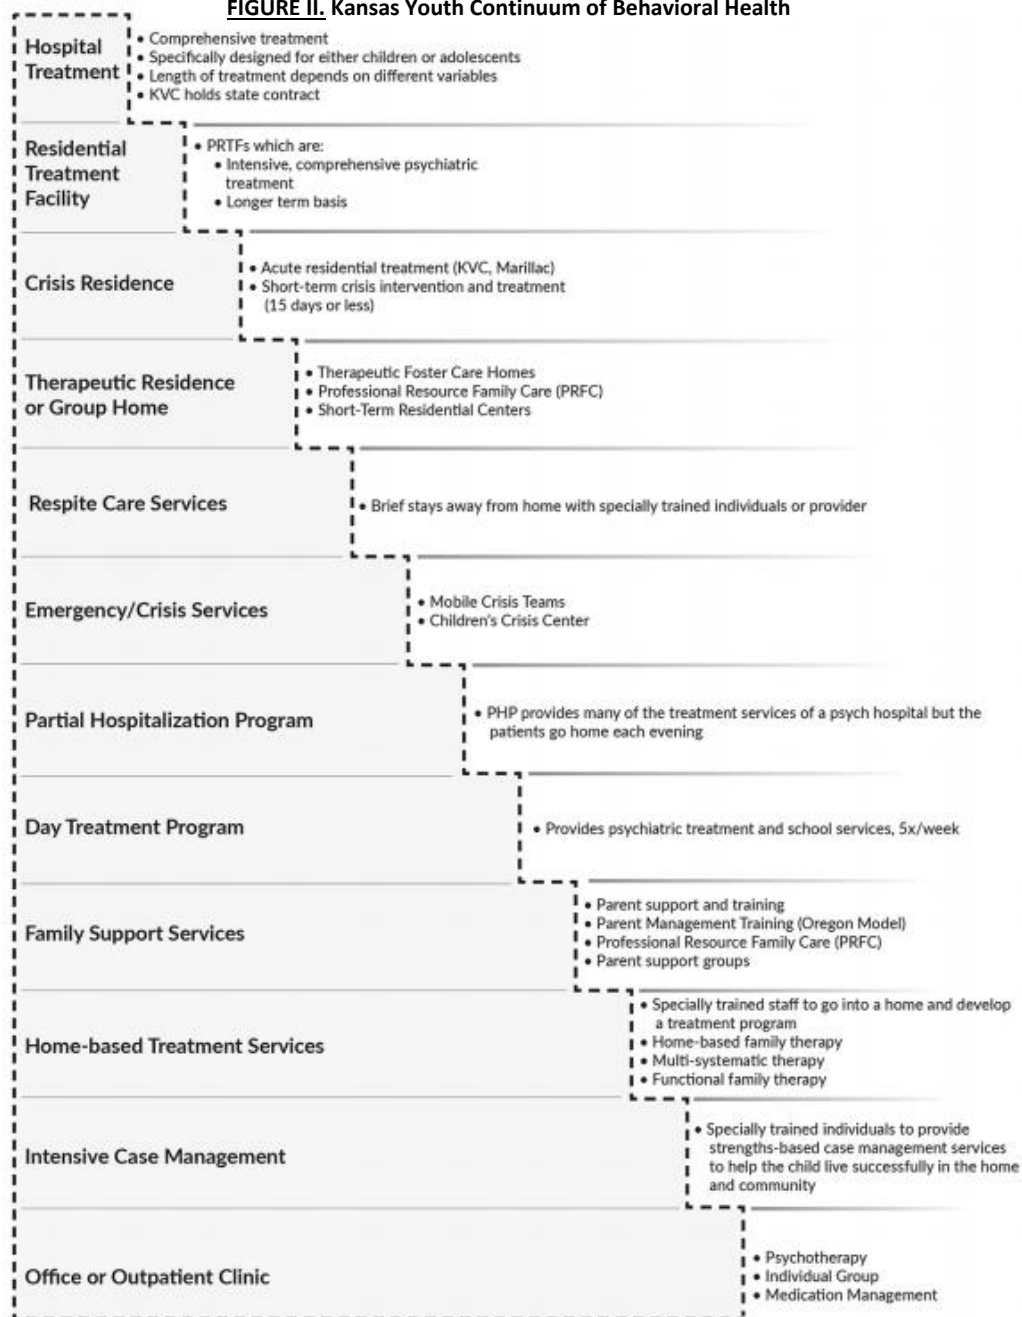 FIGURE II. Kansas Youth Continuum of Behavioral Health
Hospital
Treatment
• Comprehensive treatment
• Specifically designed for either children or adolescents
• Length of treatment depends on different variables
• KVC holds state contract
Residential
Treatment
Facility
• PRTFs which are:
• Intensive, comprehensive psychiatric
treatment
• Longer term basis
Crisis Residence
• Acute residential treatment (KVC, Marillac)
• Short-term crisis intervention and treatment
(15 days or less)
Therapeutic Residence
or Group Home
• Therapeutic Foster Care Homes
• Professional Resource Family Care (PRFC)
• Short-Term Residential Centers
Respite Care Services
• Brief stays away from home with specially trained individuals or provider
Emergency/Crisis Services
• Mobile Crisis Teams
• Children's Crisis Center
Partial Hospitalization Program
• PHP provides many of the treatment services of a psych hospital but the
patients go home each evening
Day Treatment Program
• Provides psychiatric treatment and school services, 5x/week
Family Support Services
• Parent support and training
• Parent Management Training (Oregon Model)
• Professional Resource Family Care (PRFC)
• Parent support groups
Home-based Treatment Services
• Specially trained staff to go into a home and develop
a treatment program
• Home-based family therapy
• Multi-systematic therapy
• Functional family therapy
Intensive Case Management
• Specially trained individuals to provide
strengths-based case management services
to help the child live successfully in the home
and community
Office or Outpatient Clinic
• Psychotherapy
• Individual Group
• Medication Management